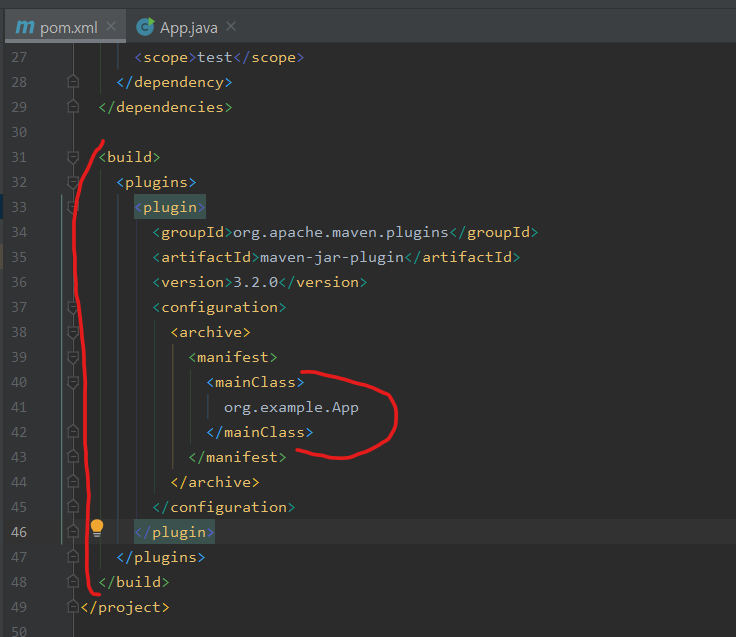 m pom.xml × C App.java ×
27 <scope>test</scope>
28 </dependency>
29 </dependencies>
30
31 <build>
32 <plugins>
33 <plugin>
34 <groupId>org.apache.maven.plugins</groupId>
35 <artifactId>maven-jar-plugin</artifactId>
36 <version>3.2.0</version>
37 <configuration>
38 <archive>
39 <manifest>
40 <mainClass>
41 org.example.App
42 </mainClass>
43 </manifest>
44 </archive>
45 </configuration>
46 </plugin>
47 </plugins>
48 </build>
49 </project>
50